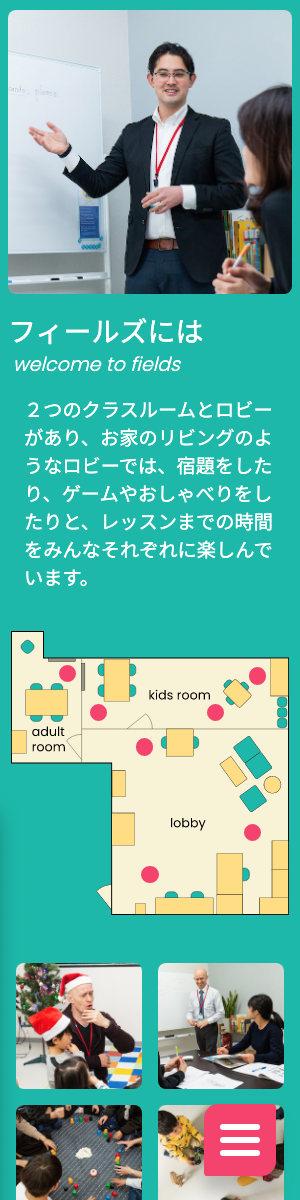 フィールズには
welcome to fields
２つのクラスルームとロビー
があり、お家のリビングのよ
うなロビーでは、宿題をした
り、ゲームやおしゃべりをし
たりと、レッスンまでの時間
をみんなそれぞれに楽しんで
います。
kids room
adult
room
lobby